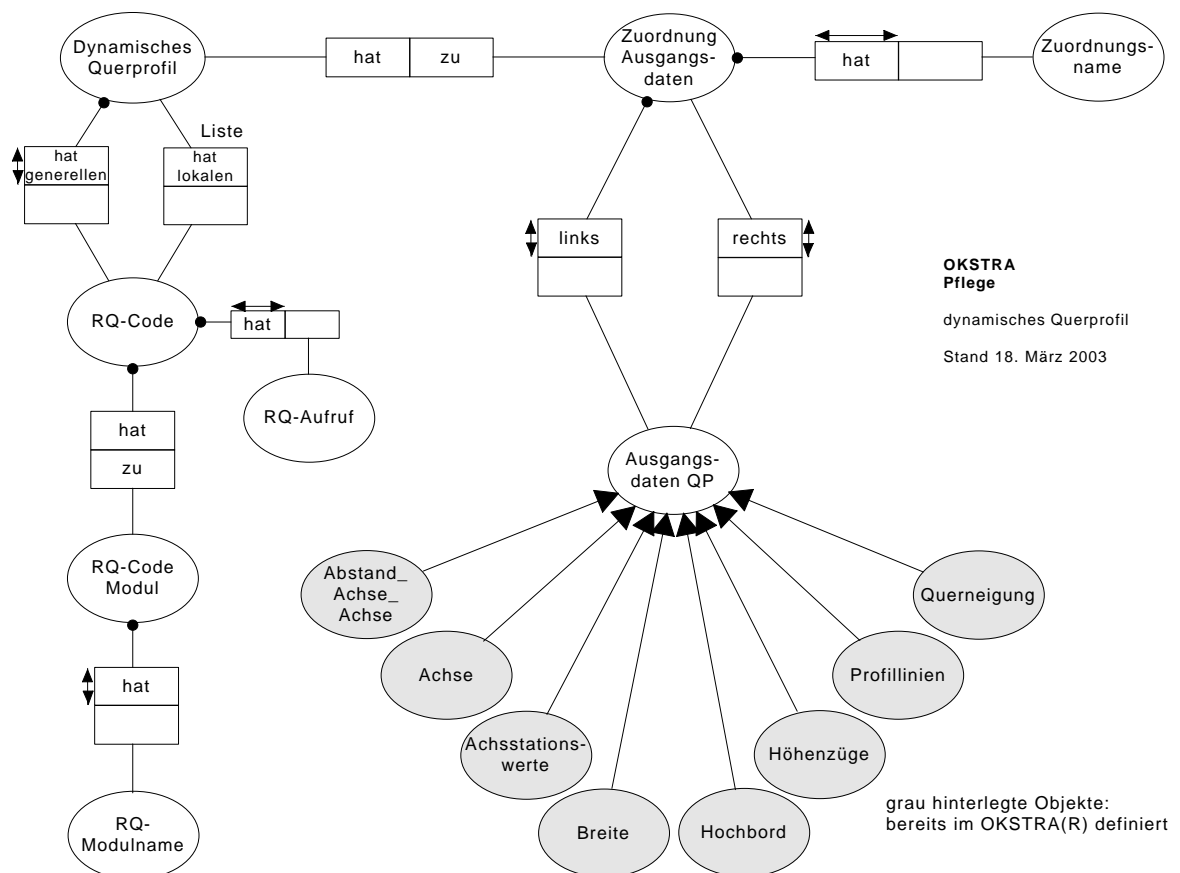 Dynamisches
Querprofil
hat
zu
Zuordnung
Ausgangs-
daten
hat
Zuordnungs-
name
Liste
hat
generellen
hat
lokalen
links
rechts
OKSTRA
Pflege
dynamisches Querprofil
Stand 18. März 2003
RQ-Code
hat
RQ-Aufruf
hat
zu
Ausgangs-
daten QP
RQ-Code
Modul
Abstand_
Achse_
Achse
Querneigung
hat
Achse
Profillinien
Achsstations-
werte
Höhenzüge
RQ-
Modulname
Breite
Hochbord
grau hinterlegte Objekte:
bereits im OKSTRA(R) definiert